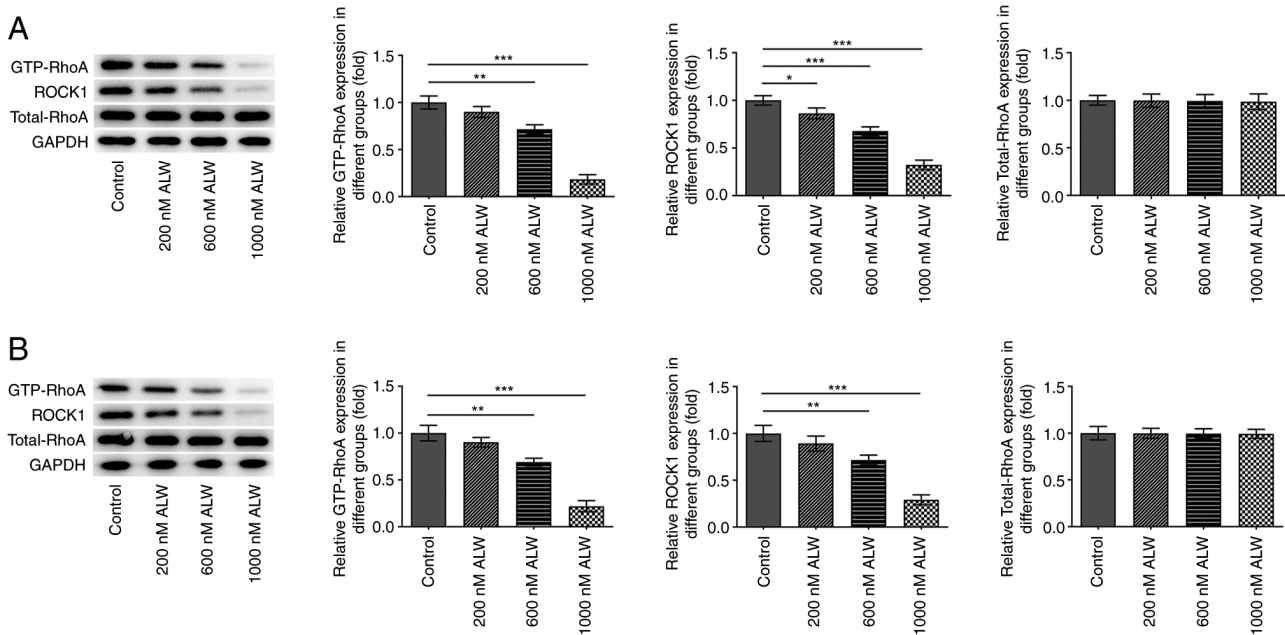 A
GTP-RhoA
ROCK1
Total-RhoA
GAPDH
Control
200 nM ALW
600 nM ALW
1000 nM ALW
Relative GTP-RhoA expression in
different groups (fold)
1.5
1.0
0.5
0.0
***
**
Control
200 nM ALW
600 nM ALW
1000 nM ALW
Relative ROCK1 expression in
different groups (fold)
1.5
1.0
0.5
0.0
***
***
*
Control
200 nM ALW
600 nM ALW
1000 nM ALW
Relative Total-RhoA expression in
different groups (fold)
1.5
1.0
0.5
0.0
Control
200 nM ALW
600 nM ALW
1000 nM ALW
B
GTP-RhoA
ROCK1
Total-RhoA
GAPDH
Control
200 nM ALW
600 nM ALW
1000 nM ALW
Relative GTP-RhoA expression in
different groups (fold)
1.5
1.0
0.5
0.0
***
**
Control
200 nM ALW
600 nM ALW
1000 nM ALW
Relative ROCK1 expression in
different groups (fold)
1.5
1.0
0.5
0.0
***
**
Control
200 nM ALW
600 nM ALW
1000 nM ALW
Relative Total-RhoA expression in
different groups (fold)
1.5
1.0
0.5
0.0
Control
200 nM ALW
600 nM ALW
1000 nM ALW